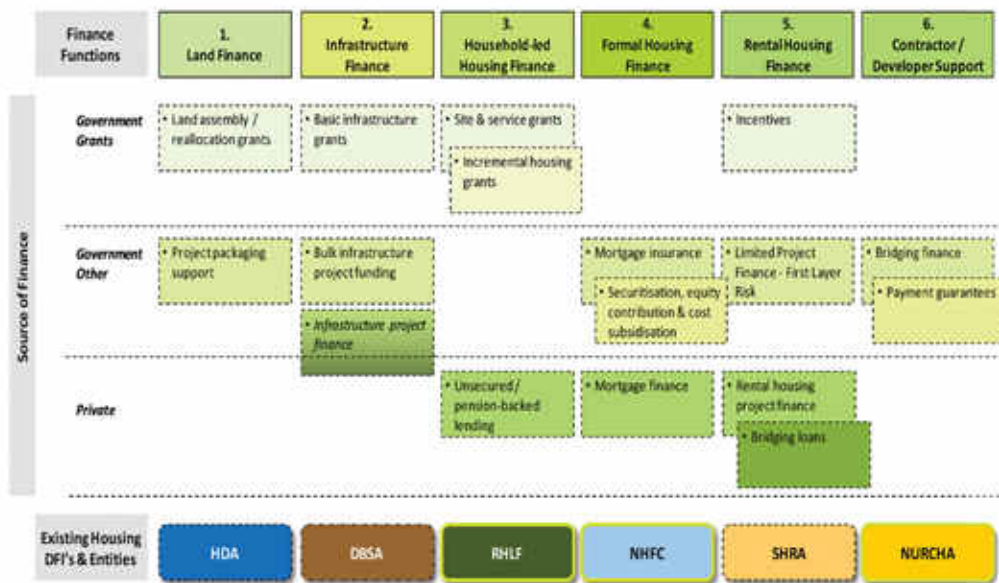 Finance
Functions
1.
Land Finance
2.
Infrastructure
Finance
3.
Household-led
Housing Finance
4.
Formal Housing
Finance
5.
Rental Housing
Finance
6.
Contractor /
Developer Support
Source of Finance
Government
Grants
• Land assembly /
reallocation grants
• Basic infrastructure
grants
• Site & service grants
• Incremental housing
grants
• Incentives
Government
Other
• Project packaging
support
• Bulk infrastructure
project funding
• Infrastructure project
finance
• Mortgage insurance
• Securitisation, equity
contribution & cost
subsidisation
• Limited Project
Finance - First Layer
Risk
• Bridging finance
• Payment guarantees
Private
• Unsecured /
pension-backed
lending
• Mortgage finance
• Rental housing
project finance
• Bridging loans
Existing Housing
DFI's & Entities
HDA
DBSA
RHLF
NHFC
SHRA
NURCHA